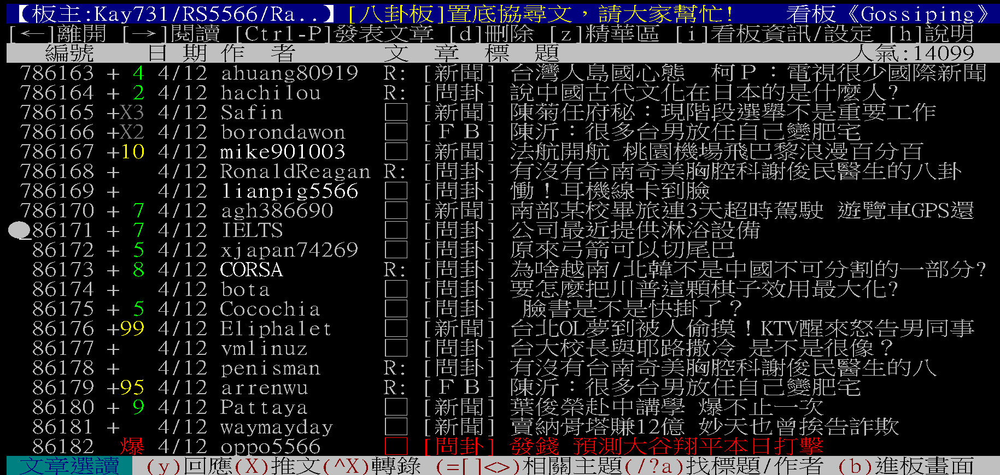 【板主:Kay731/RS5566/Ra..】[八卦板]置底協尋文，請大家幫忙! 看板《Gossiping》
[←]離開 [→]閱讀 [Ctrl-P]發表文章 [d]刪除 [z]精華區 [i]看板資訊/設定 [h]說明
編號 日 期 作 者 文 章 標 題 人氣:14099
786163 + 4 4/12 ahuang80919 R: [新聞] 台灣人島國心態 柯Ｐ：電視很少國際新聞
786164 + 2 4/12 hachilou R: [問卦] 說中國古代文化在日本的是什麼人?
786165 +X3 4/12 Safin □ [新聞] 陳菊任府秘：現階段選舉不是重要工作
786166 +X2 4/12 borondawon □ [ＦＢ] 陳沂：很多台男放任自己變肥宅
786167 +10 4/12 mike901003 □ [新聞] 法航開航 桃園機場飛巴黎浪漫百分百
786168 + 4/12 RonaldReagan R: [問卦] 有沒有台南奇美胸腔科謝俊民醫生的八卦
786169 + 4/12 lianpig5566 □ [問卦] 慟！耳機線卡到臉
786170 + 7 4/12 agh386690 □ [新聞] 南部某校畢旅連3天超時駕駛 遊覽車GPS還
●86171 + 7 4/12 IELTS □ [問卦] 公司最近提供淋浴設備
86172 + 5 4/12 xjapan74269 □ [問卦] 原來弓箭可以切尾巴
86173 + 8 4/12 CORSA R: [問卦] 為啥越南/北韓不是中國不可分割的一部分?
86174 + 4/12 bota □ [問卦] 要怎麼把川普這顆棋子效用最大化?
86175 + 5 4/12 Cocochia □ [問卦] 臉書是不是快掛了？
86176 +99 4/12 Eliphalet □ [新聞] 台北OL夢到被人偷摸！KTV醒來怒告男同事
86177 + 4/12 vmlinuz □ [問卦] 台大校長與耶路撒冷 是不是很像？
86178 + 4/12 penisman R: [問卦] 有沒有台南奇美胸腔科謝俊民醫生的八
86179 +95 4/12 arrenwu R: [ＦＢ] 陳沂：很多台男放任自己變肥宅
86180 + 9 4/12 Pattaya □ [新聞] 葉俊榮赴中講學 爆不止一次
86181 + 4/12 waymayday □ [新聞] 賣納骨塔賺12億 妙天也曾挨告詐欺
86182 爆 4/12 oppo5566 □ [問卦] 發錢 預測大谷翔平本日打擊
文章選讀 (y)回應(X)推文(^X)轉錄 (=[]<>)相關主題(/?a)找標題/作者 (b)進板畫面